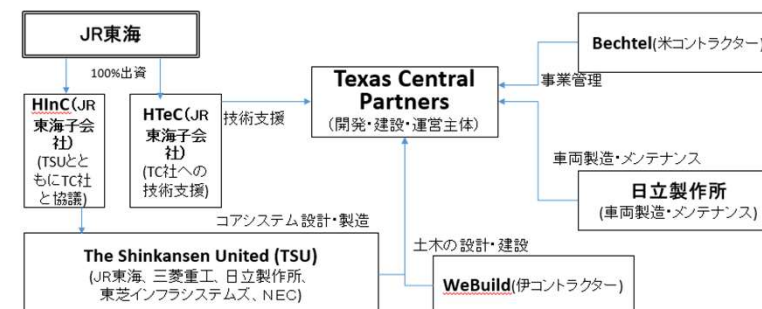 JR東海
100%出資
HInC(JR
東海子会
社)
(TSUとと
もにTC社
と協議)
HTeC(JR
東海子会
社)
(TC社への
技術支援)
技術支援
Texas Central
Partners
(開発・建設・運営主体)
Bechtel(米コントラクター)
事業管理
車両製造・メンテナンス
日立製作所
(車両製造・メンテナンス)
コアシステム設計・製造
The Shinkansen United (TSU)
(JR東海、三菱重工、日立製作所、
東芝インフラシステムズ、NEC)
土木の設計・建設
WeBuild(伊コントラクター)